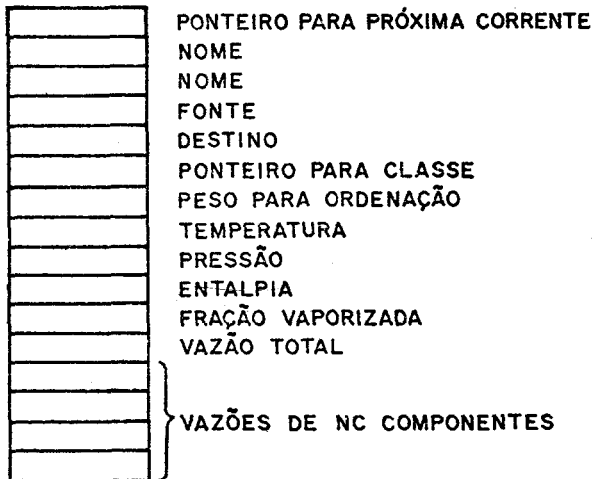 PONTEIRO PARA PRÓXIMA CORRENTE
NOME
NOME
FONTE
DESTINO
PONTEIRO PARA CLASSE
PESO PARA ORDENAÇÃO
TEMPERATURA
PRESSÃO
ENTALPIA
FRAÇÃO VAPORIZADA
VAZÃO TOTAL
VAZÕES DE NC COMPONENTES